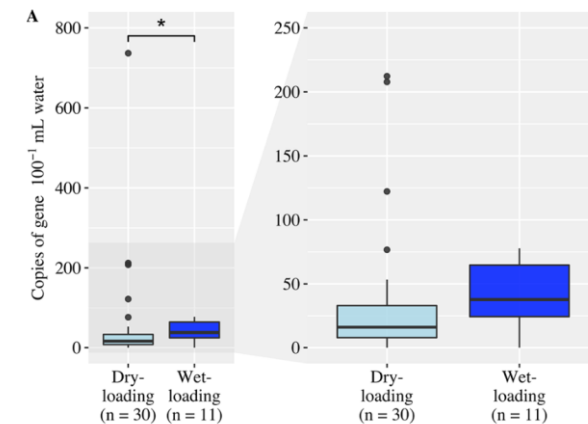 A
Copies of gene 100⁻¹ mL water
800
600
400
200
0
*
Dry-
loading
(n = 30)
Wet-
loading
(n = 11)
250
200
150
100
50
0
Dry-
loading
(n = 30)
Wet-
loading
(n = 11)